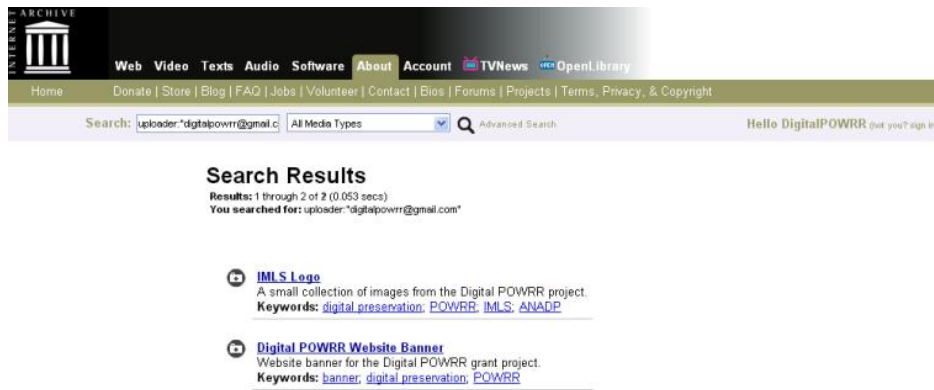 INTERNET ARCHIVE
Web Video Texts Audio Software About Account TVNews OpenLibrary
Home Donate | Store | Blog | FAQ | Jobs | Volunteer | Contact | Bios | Forums | Projects | Terms, Privacy, & Copyright
Search: uploader:"digitalpowrr@gmail.c All Media Types Advanced Search Hello DigitalPOWRR (not you? sign in
Search Results
Results: 1 through 2 of 2 (0.053 secs)
You searched for: uploader:"digitalpowrr@gmail.com"
IMLS Logo
A small collection of images from the Digital POWRR project.
Keywords: digital preservation; POWRR; IMLS; ANADP
Digital POWRR Website Banner
Website banner for the Digital POWRR grant project.
Keywords: banner; digital preservation; POWRR